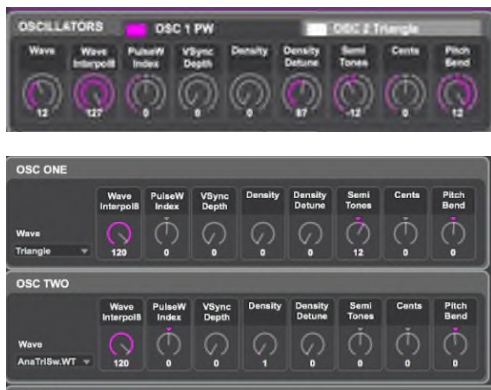 OSCILLATORS OSC 1 PW OSC 2 Triangle
Wave Wave Interpol8 PulseW Index VSync Depth Density Density Detune Semi Tones Cents Pitch Bend
12 127 0 0 0 87 -12 0 12
OSC ONE
Wave Interpol8 PulseW Index VSync Depth Density Density Detune Semi Tones Cents Pitch Bend
Wave
Triangle 120 0 0 0 0 12 0 0
OSC TWO
Wave Interpol8 PulseW Index VSync Depth Density Density Detune Semi Tones Cents Pitch Bend
Wave
AnaTriSw.WT 120 0 0 1 0 0 0 0